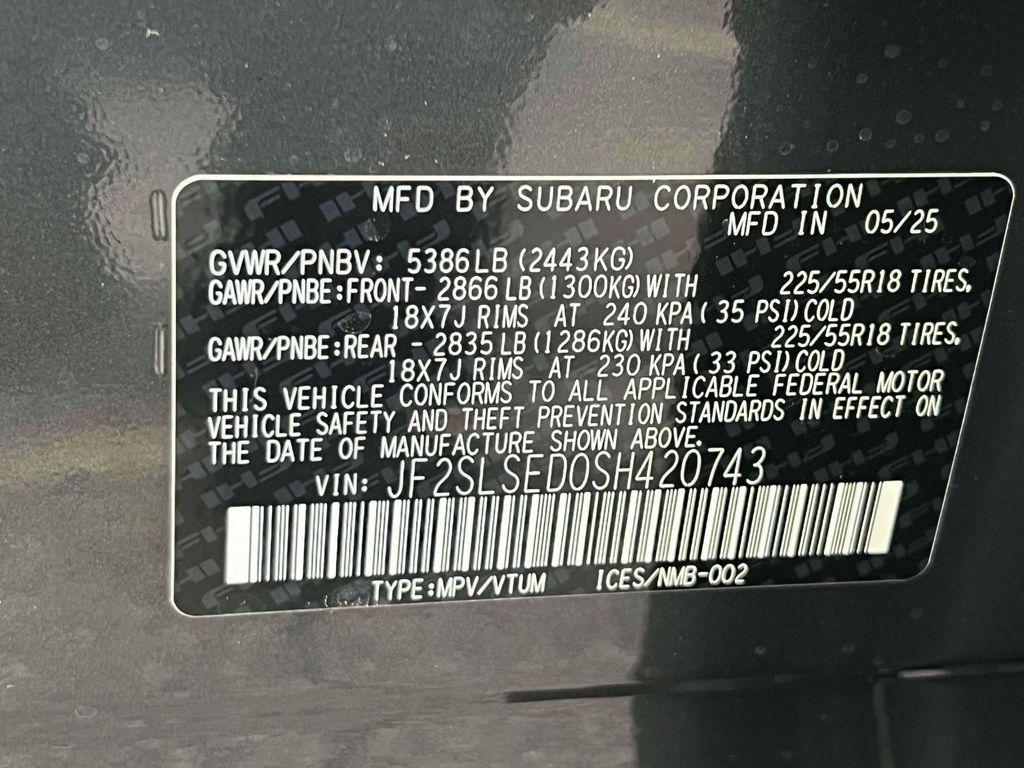 MFD BY SUBARU CORPORATION
MFD IN 05/25
GVWR/PNBV: 5386LB (2443KG)
GAWR/PNBE:FRONT- 2866 LB (1300KG) WITH 225/55R18 TIRES,
18X7J RIMS AT 240 KPA ( 35 PSI) COLD
GAWR/PNBE:REAR - 2835 LB (1286KG) WITH 225/55R18 TIRES.
18X7J RIMS AT 230 KPA ( 33 PSI) COLD
THIS VEHICLE CONFORMS TO ALL APPLICABLE FEDERAL MOTOR
VEHICLE SAFETY AND THEFT PREVENTION STANDARDS IN EFFECT ON
THE DATE OF MANUFACTURE SHOWN ABOVE.
VIN: JF2SLSED0SH420743
TYPE:MPV/VTUM ICES/NMB-002